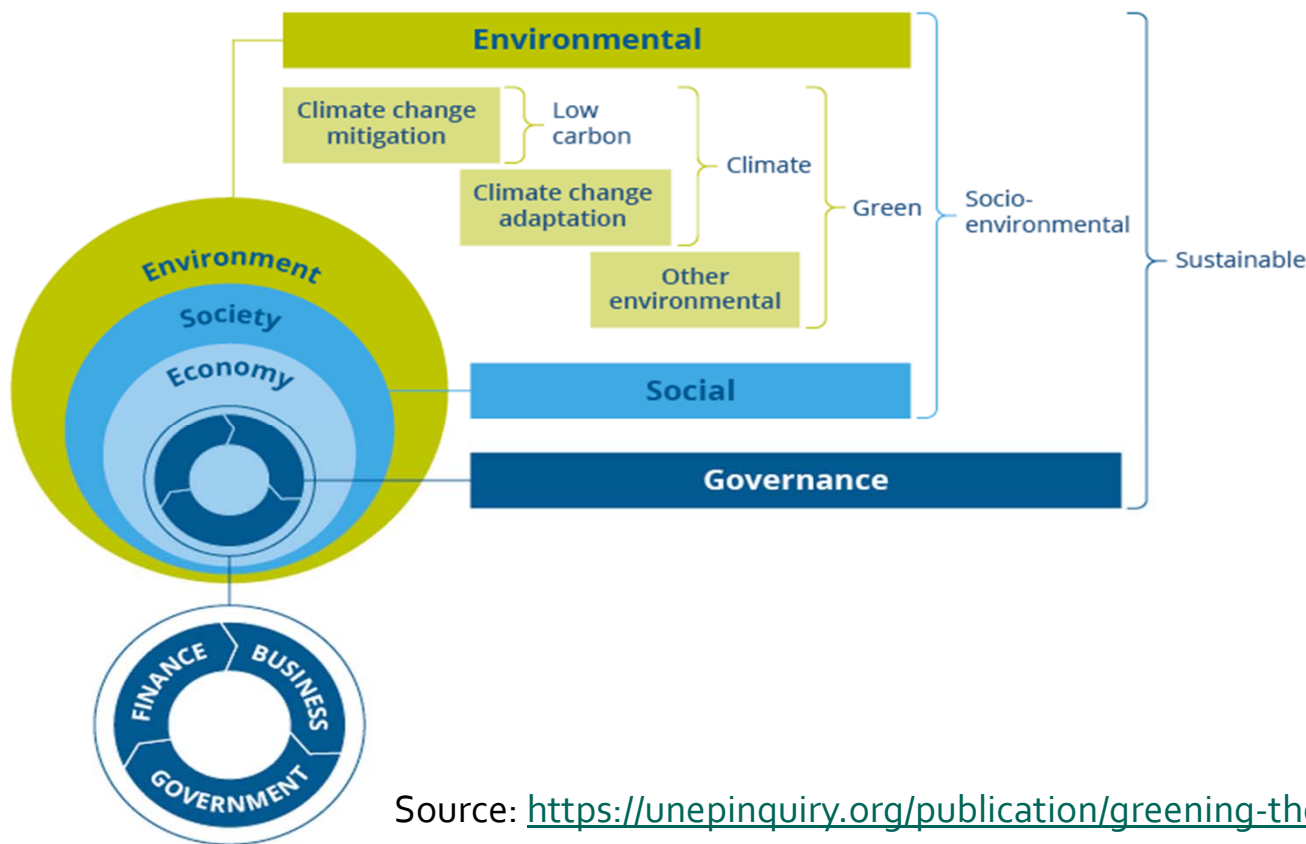 Environmental
Climate change
mitigation
Low
carbon
Climate
Climate change
adaptation
Green
Socio-
environmental
Sustainable
Other
environmental
Environment
Society
Economy
Social
Governance
FINANCE
BUSINESS
GOVERNMENT
Source: https://unepinquiry.org/publication/greening-the